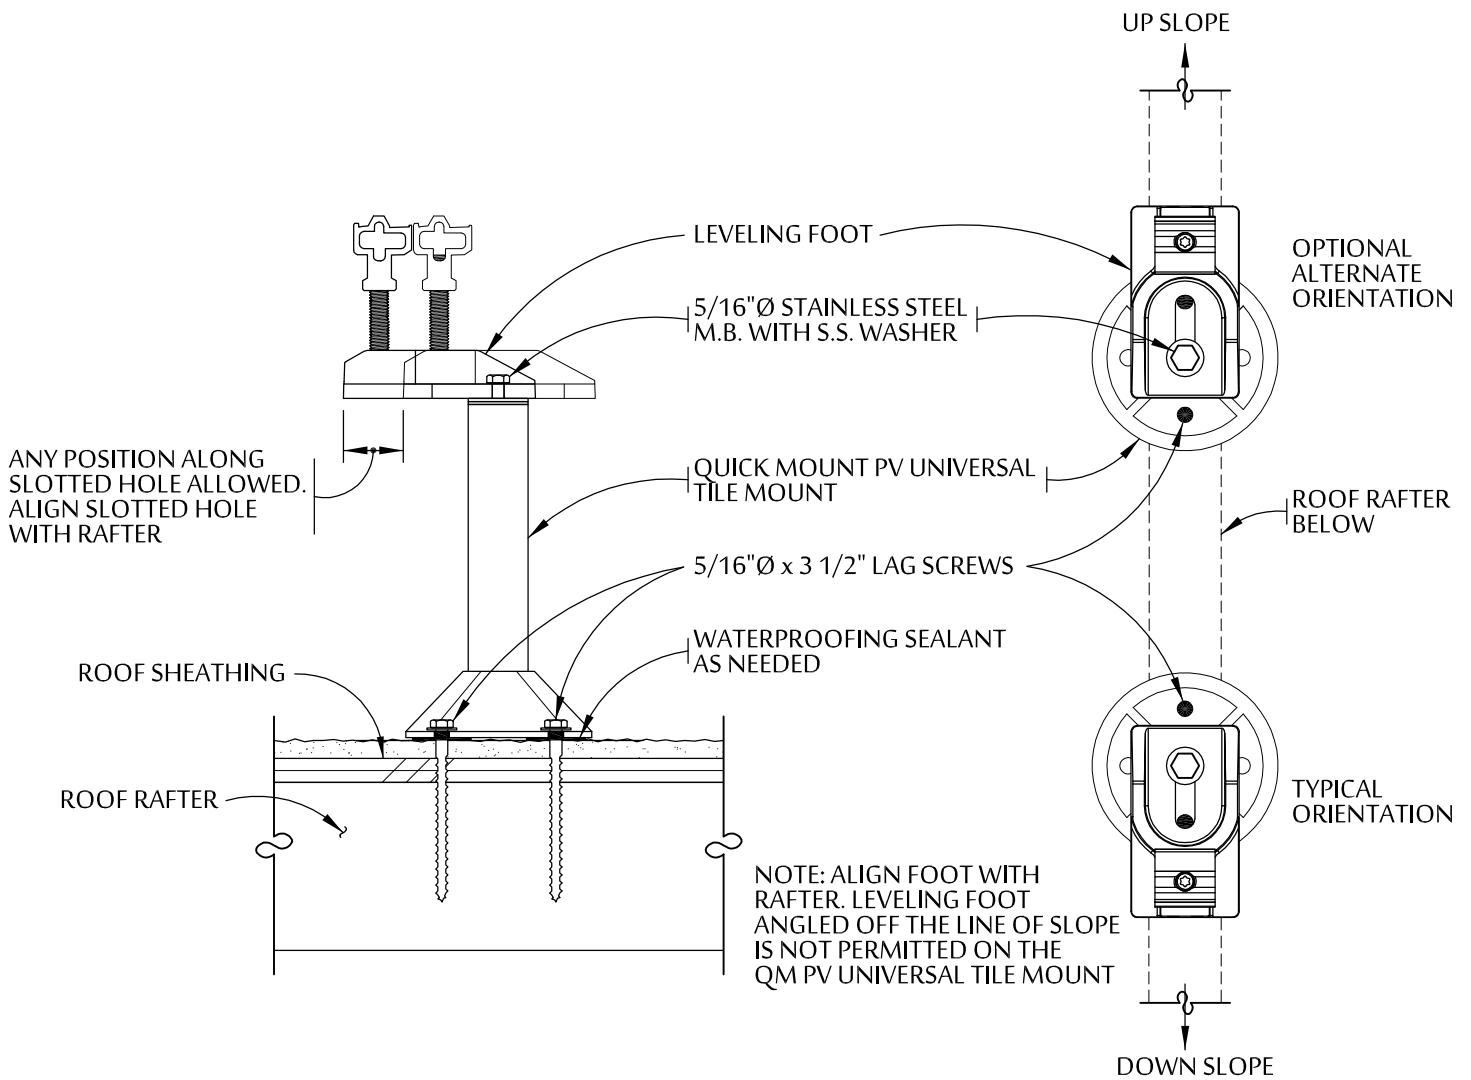 UP SLOPE
LEVELING FOOT
OPTIONAL
ALTERNATE
ORIENTATION
5/16"Ø STAINLESS STEEL
M.B. WITH S.S. WASHER
ANY POSITION ALONG
SLOTTED HOLE ALLOWED.
ALIGN SLOTTED HOLE
WITH RAFTER
QUICK MOUNT PV UNIVERSAL
TILE MOUNT
ROOF RAFTER
BELOW
5/16"Ø x 3 1/2" LAG SCREWS
WATERPROOFING SEALANT
AS NEEDED
ROOF SHEATHING
ROOF RAFTER
TYPICAL
ORIENTATION
NOTE: ALIGN FOOT WITH
RAFTER. LEVELING FOOT
ANGLED OFF THE LINE OF SLOPE
IS NOT PERMITTED ON THE
QM PV UNIVERSAL TILE MOUNT
DOWN SLOPE